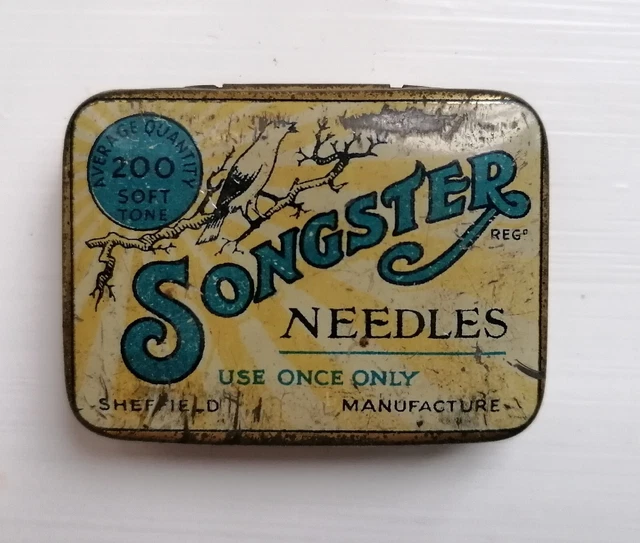 AVERAGE QUANTITY
200
SOFT
TONE
SONGSTER
REGD
NEEDLES
USE ONCE ONLY
SHEFFIELD MANUFACTURE